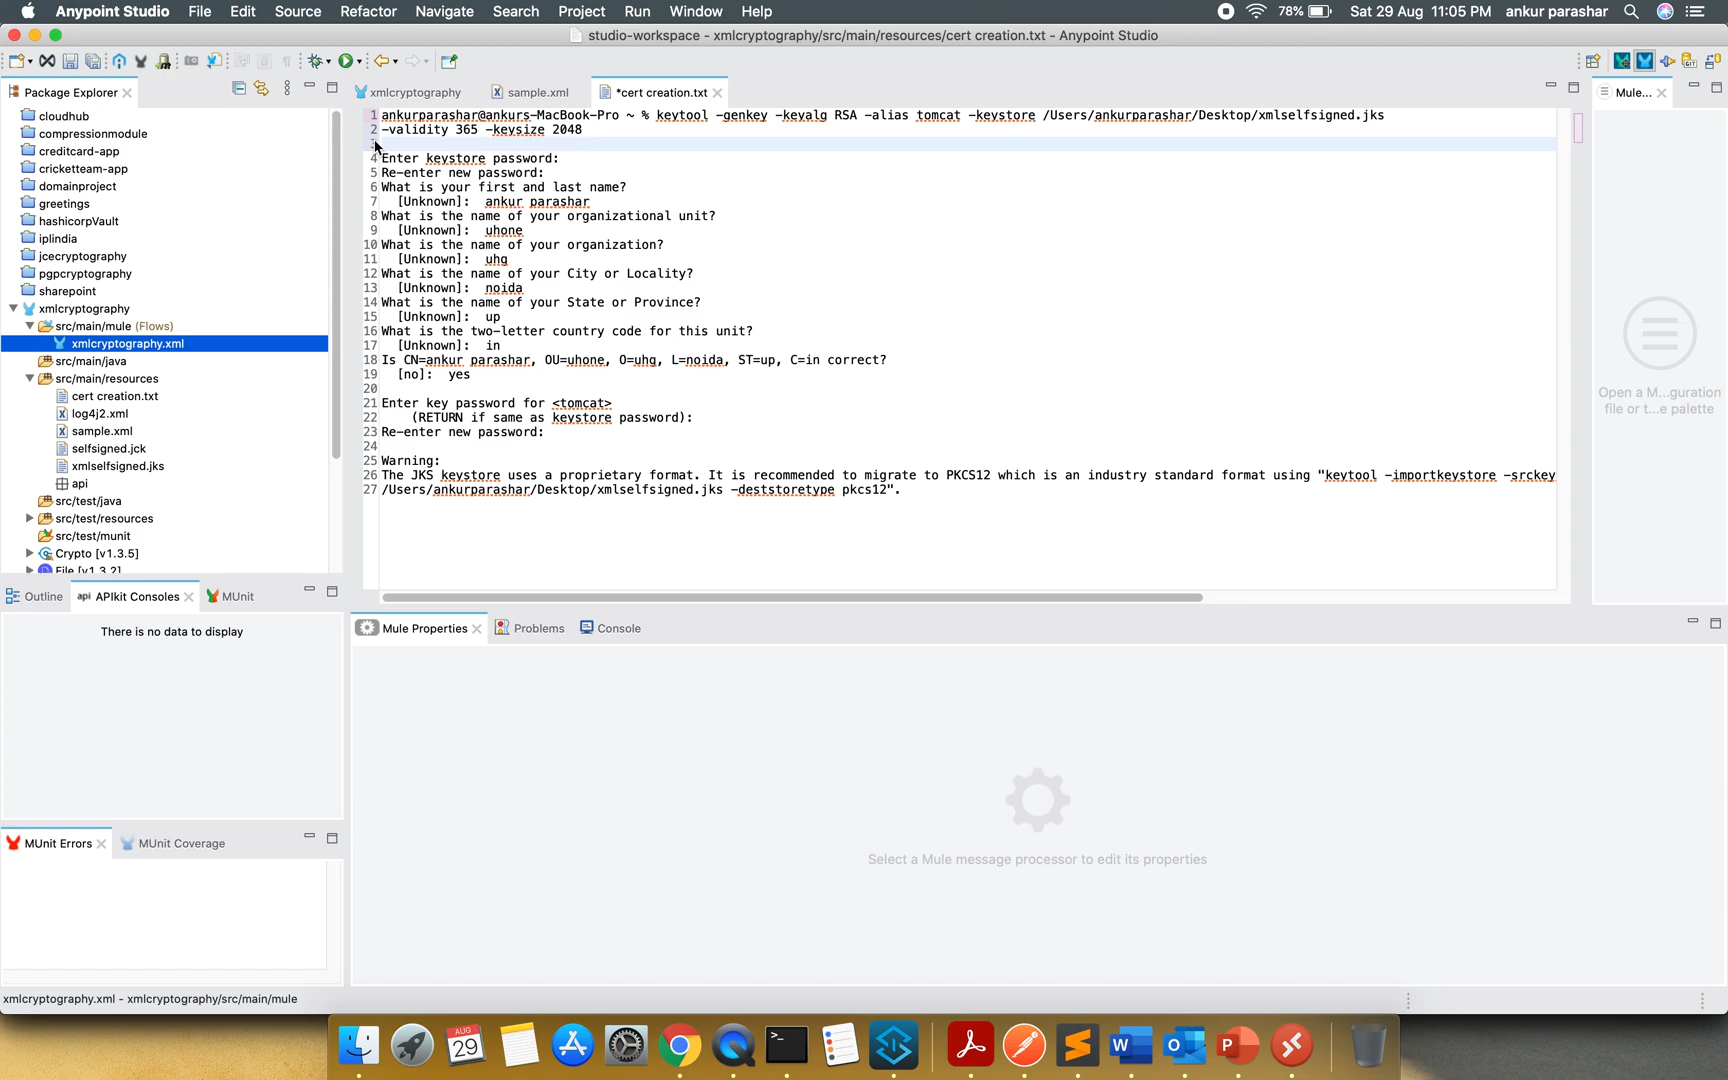 Anypoint Studio File Edit Source Refactor Navigate Search Project Run Window Help 78% Sat 29 Aug 11:05 PM ankur parashar
studio-workspace - xmlcryptography/src/main/resources/cert creation.txt - Anypoint Studio
Package Explorer
xmlcryptography sample.xml *cert creation.txt
Mule...
cloudhub
compressionmodule
creditcard-app
cricketteam-app
domainproject
greetings
hashicorpVault
iplindia
jcecryptography
pgpcryptography
sharepoint
xmlcryptography
src/main/mule (Flows)
xmlcryptography.xml
src/main/java
src/main/resources
cert creation.txt
log4j2.xml
sample.xml
selfsigned.jck
xmlselfsigned.jks
api
src/test/java
src/test/resources
src/test/munit
Crypto [v1.3.5]
File [v1.3.2]
1 ankurparashar@ankurs-MacBook-Pro ~ % keytool -genkey -keyalg RSA -alias tomcat -keystore /Users/ankurparashar/Desktop/xmlselfsigned.jks
2 -validity 365 -keysize 2048
4 Enter keystore password:
5 Re-enter new password:
6 What is your first and last name?
7 [Unknown]: ankur parashar
8 What is the name of your organizational unit?
9 [Unknown]: uhone
10 What is the name of your organization?
11 [Unknown]: uhg
12 What is the name of your City or Locality?
13 [Unknown]: noida
14 What is the name of your State or Province?
15 [Unknown]: up
16 What is the two-letter country code for this unit?
17 [Unknown]: in
18 Is CN=ankur parashar, OU=uhone, O=uhg, L=noida, ST=up, C=in correct?
19 [no]: yes
20
21 Enter key password for <tomcat>
22 (RETURN if same as keystore password):
23 Re-enter new password:
24
25 Warning:
26 The JKS keystore uses a proprietary format. It is recommended to migrate to PKCS12 which is an industry standard format using "keytool -importkeystore -srckey
27 /Users/ankurparashar/Desktop/xmlselfsigned.jks -deststoretype pkcs12".
Open a M...guration
file or t...e palette
Outline api APIkit Consoles MUnit
There is no data to display
Mule Properties Problems Console
Select a Mule message processor to edit its properties
MUnit Errors MUnit Coverage
xmlcryptography.xml - xmlcryptography/src/main/mule
AUG
29